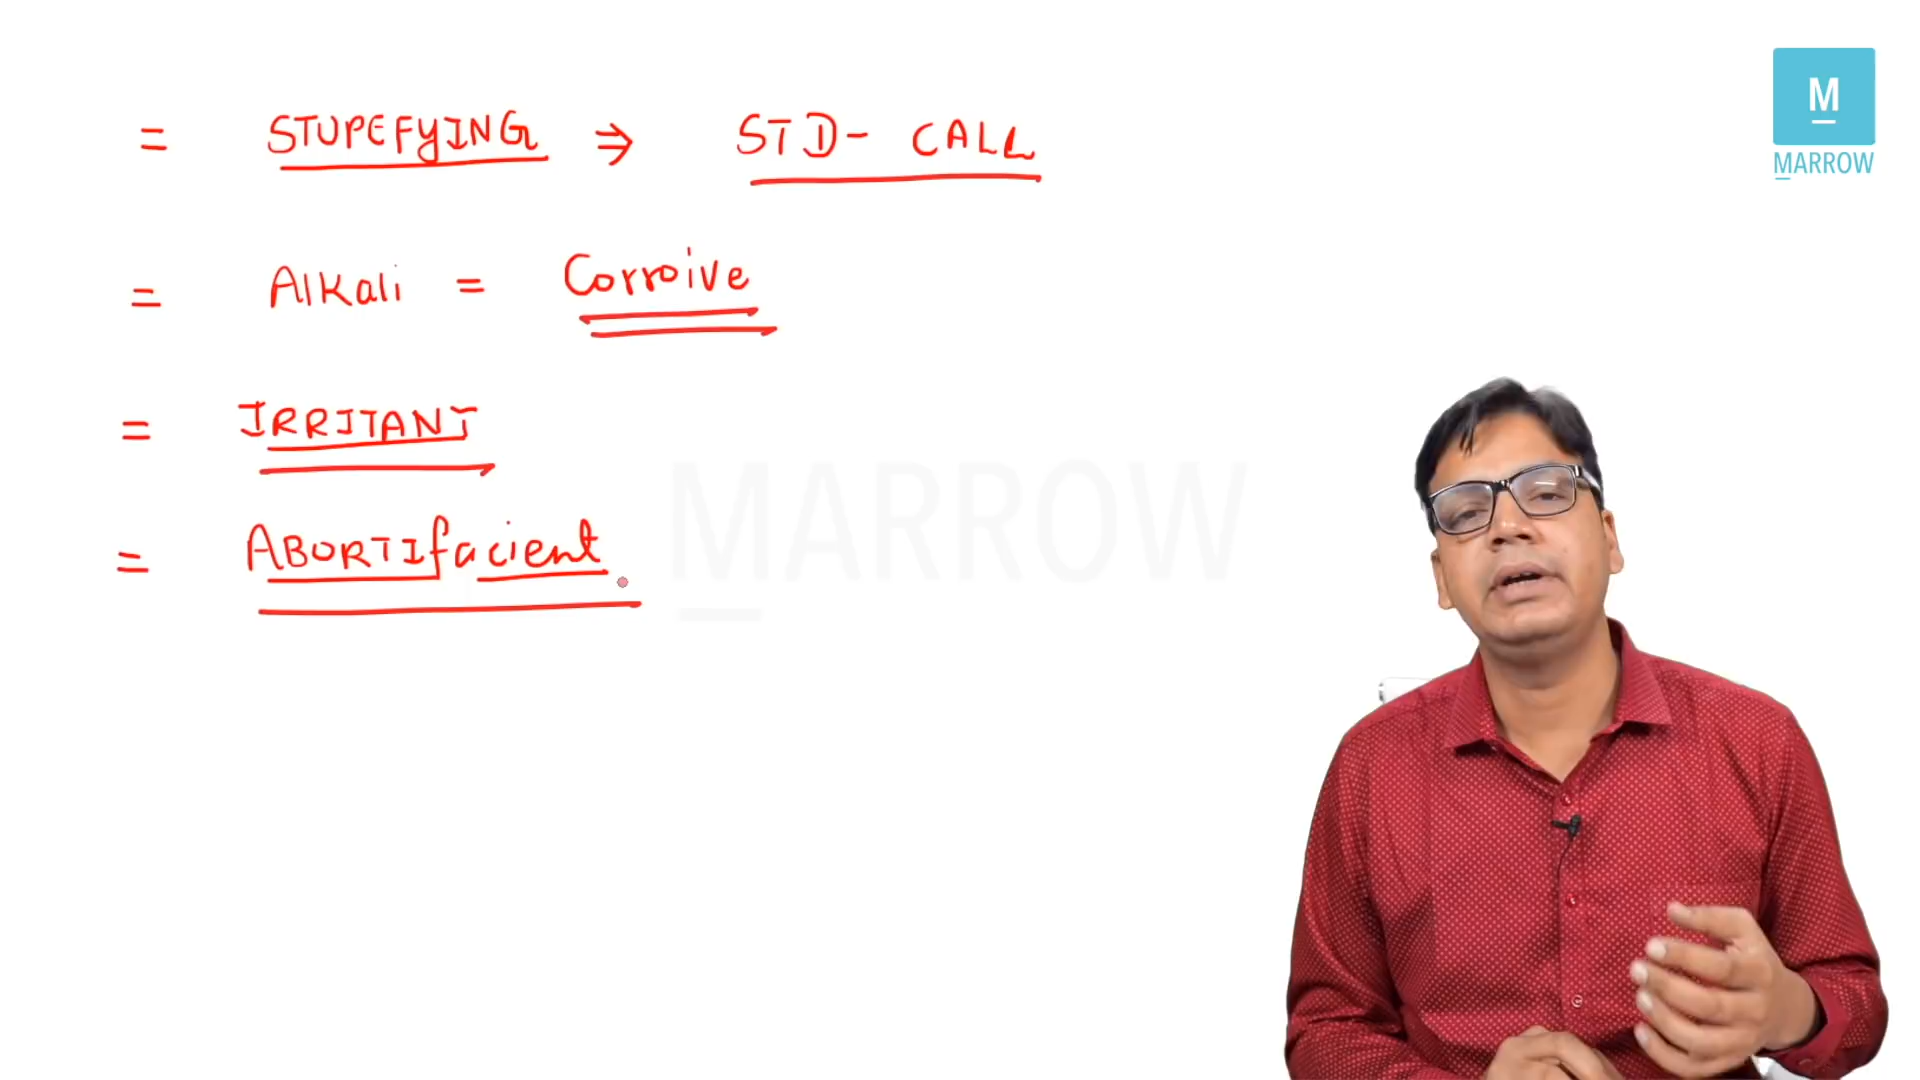 = STUPEFYING ⇒ STD- CALL
M
MARROW
= Alkali = Corroive
= IRRITANT
MARROW
= ABORTIfacient